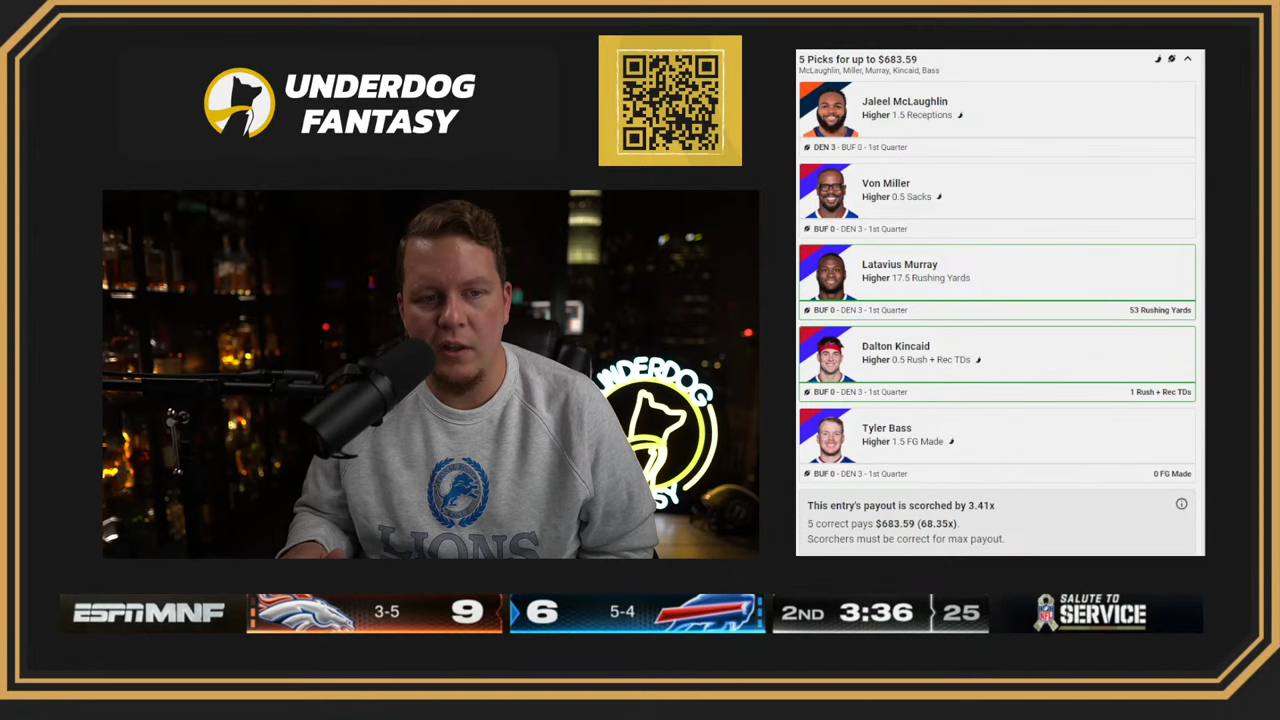 UNDERDOG
FANTASY
5 Picks for up to $683.59
McLaughlin, Miller, Murray, Kincaid, Bass
Jaleel McLaughlin
Higher 1.5 Receptions
DEN 3 - BUF 0 - 1st Quarter
Von Miller
Higher 0.5 Sacks
BUF 0 - DEN 3 - 1st Quarter
Latavius Murray
Higher 17.5 Rushing Yards
BUF 0 - DEN 3 - 1st Quarter 53 Rushing Yards
Dalton Kincaid
Higher 0.5 Rush + Rec TDs
BUF 0 - DEN 3 - 1st Quarter 1 Rush + Rec TDs
Tyler Bass
Higher 1.5 FG Made
BUF 0 - DEN 3 - 1st Quarter 0 FG Made
This entry's payout is scorched by 3.41x
5 correct pays $683.59 (68.35x).
Scorchers must be correct for max payout.
UNDERDOG
LIONS
ESPN MNF 3-5 9 6 5-4 2ND 3:36 25
SALUTE TO
SERVICE